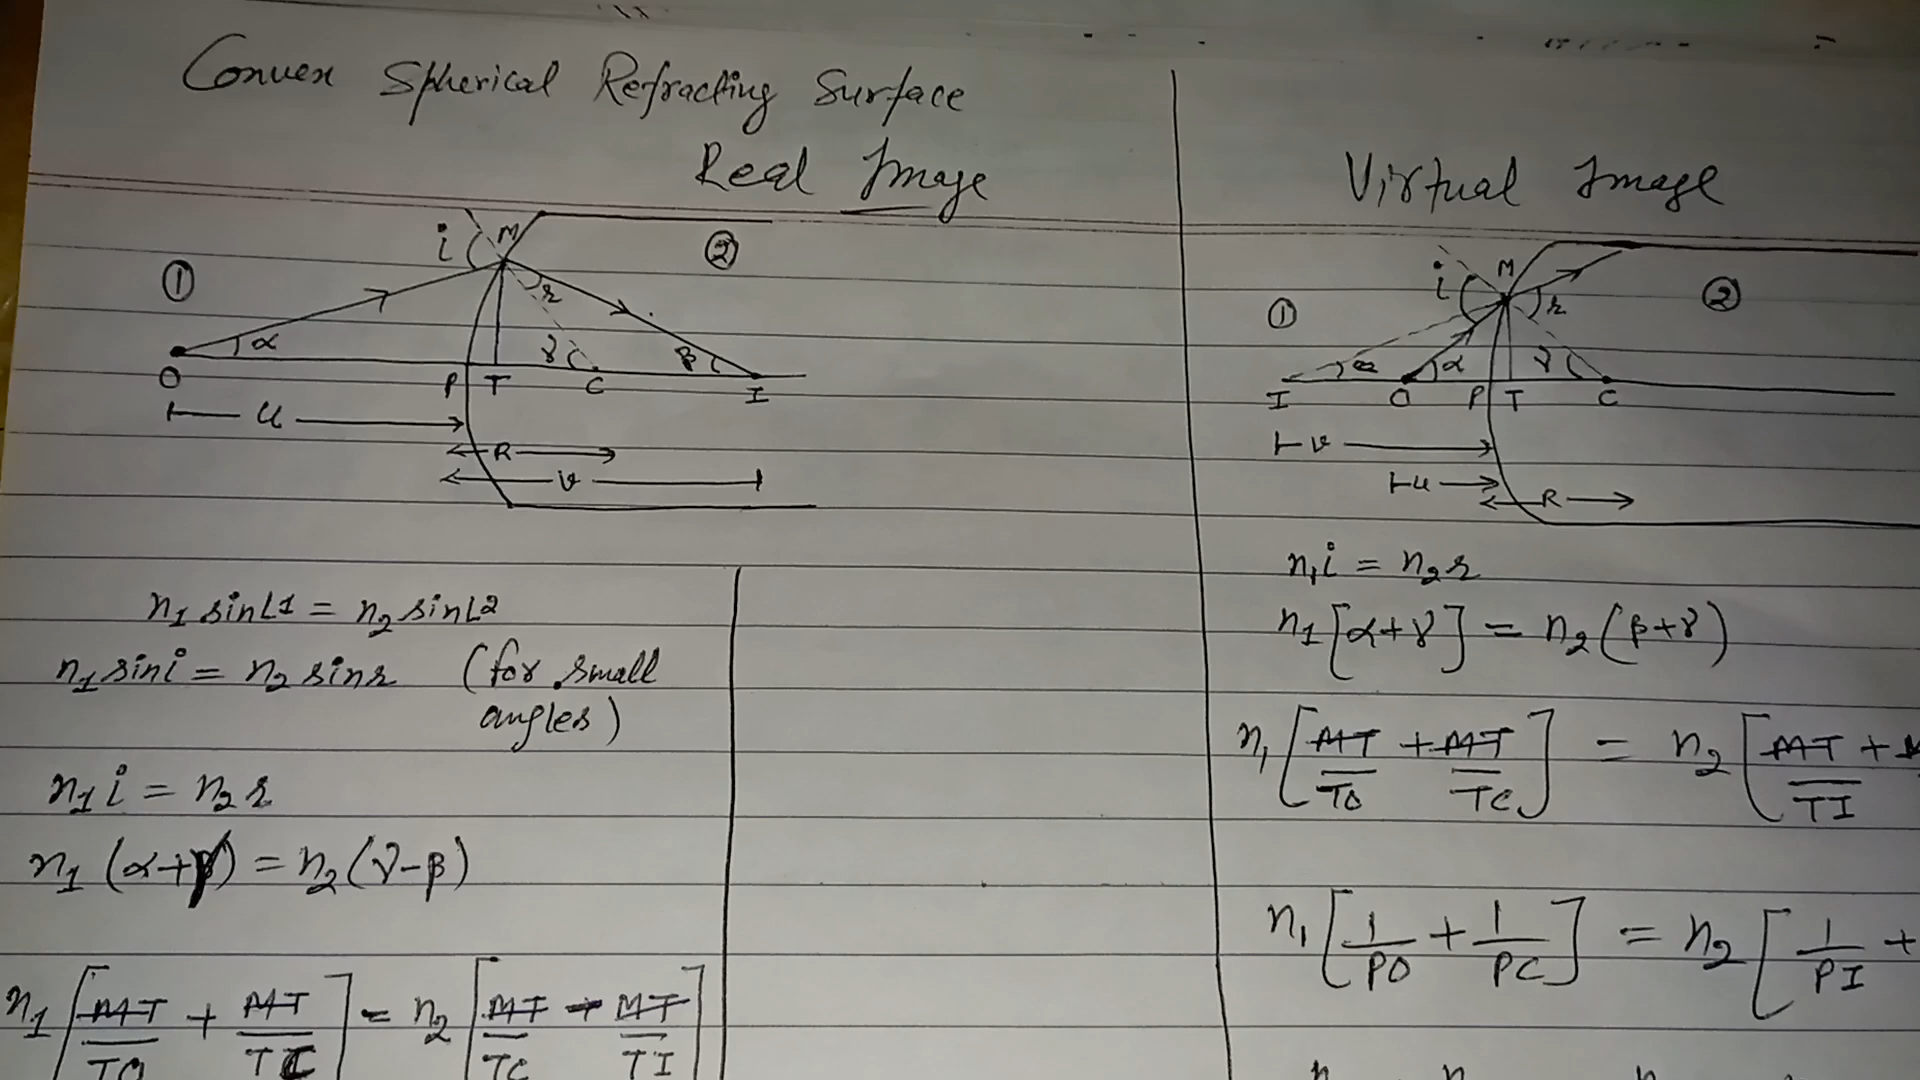 Convex Spherical Refracting Surface
Real Image
i M
① ②
r
α γ β
O P T C I
u
R
v
n₁ sin∠1 = n₂ sin∠2
n₁ sin i = n₂ sin r (for small
angles)
n₁ i = n₂ r
n₁ (α+γ) = n₂ (γ-β)
n₁ [MT/TO + MT/TC] = n₂ [MT/TC - MT/TI]
Virtual Image
M
i r
① ②
α γ
I O P T C
v
u
R
n₁ i = n₂ r
n₁ [α+γ] = n₂ (β+γ)
n₁ [MT/TO + MT/TC] = n₂ [MT/TI +
n₁ [1/PO + 1/PC] = n₂ [1/PI +